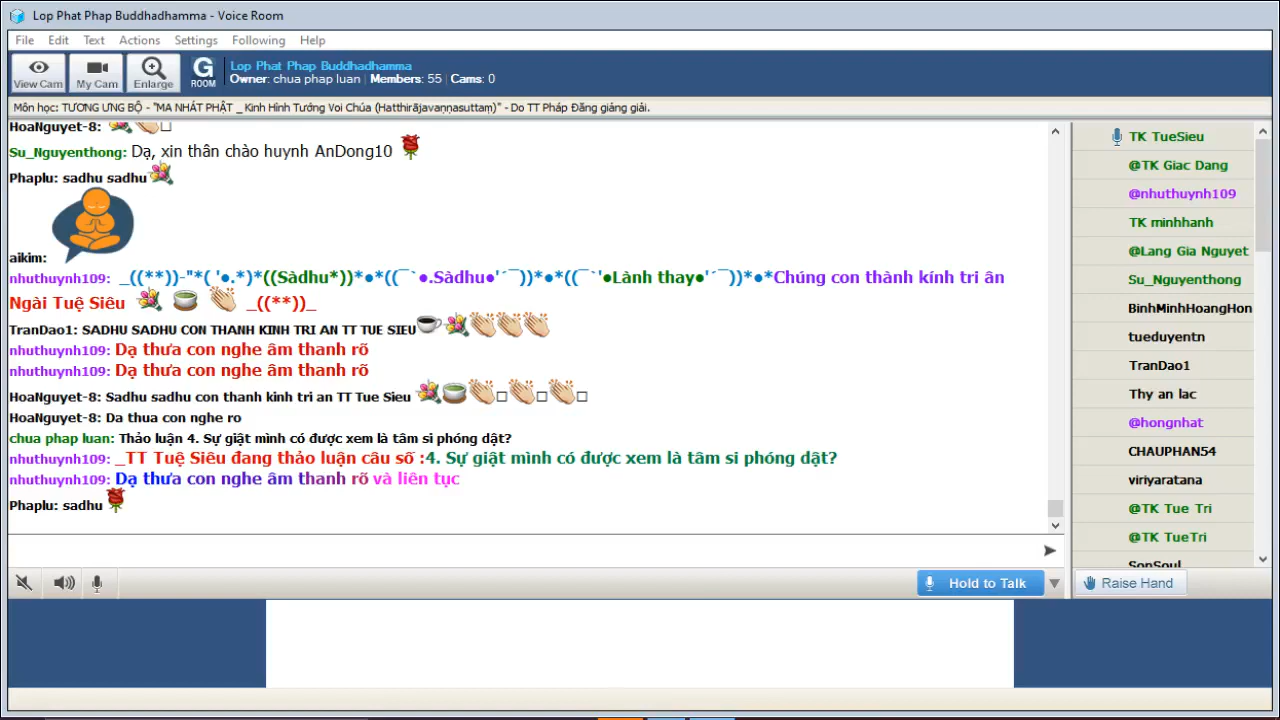 Lop Phat Phap Buddhadhamma - Voice Room
File Edit Text Actions Settings Following Help
View Cam My Cam Enlarge G ROOM
Lop Phat Phap Buddhadhamma
Owner: chua phap luan | Members: 55 | Cams: 0
Môn học: TƯƠNG ƯNG BỘ - "MA NHÁT PHẬT _ Kinh Hình Tướng Voi Chúa (Hatthirājavaṇṇasuttaṃ)" - Do TT Pháp Đăng giảng giải.
HoaNguyet-8:
Su_Nguyenthong: Dạ, xin thân chào huynh AnDong10
Phaplu: sadhu sadhu
aikim:
nhuthuynh109: _((**))-"*( '●.*)*((Sàdhu*))*●*((¯`●.Sàdhu●'´¯))*●*((¯`'●Lành thay●'´¯))*●*Chúng con thành kính tri ân
Ngài Tuệ Siêu _((**))_
TranDao1: SADHU SADHU CON THANH KINH TRI AN TT TUE SIEU
nhuthuynh109: Dạ thưa con nghe âm thanh rõ
nhuthuynh109: Dạ thưa con nghe âm thanh rõ
HoaNguyet-8: Sadhu sadhu con thanh kinh tri an TT Tue Sieu
HoaNguyet-8: Da thua con nghe ro
chua phap luan: Thảo luận 4. Sự giật mình có được xem là tâm si phóng dật?
nhuthuynh109: _TT Tuệ Siêu đang thảo luận câu số :4. Sự giật mình có được xem là tâm si phóng dật?
nhuthuynh109: Dạ thưa con nghe âm thanh rõ và liên tục
Phaplu: sadhu
TK TueSieu
@TK Giac Dang
@nhuthuynh109
TK minhhanh
@Lang Gia Nguyet
Su_Nguyenthong
BinhMinhHoangHon
tueduyentn
TranDao1
Thy an lac
@hongnhat
CHAUPHAN54
viriyaratana
@TK Tue Tri
@TK TueTri
SonSoul
Hold to Talk
Raise Hand